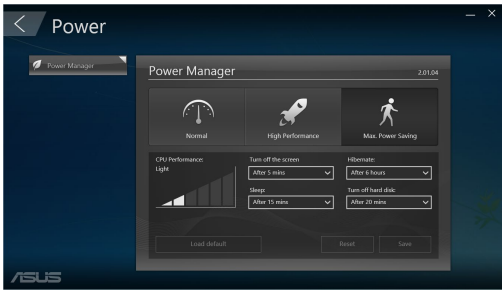 Power
Power Manager
Power Manager
2.01.04
Normal
High Performance
Max. Power Saving
CPU Performance:
Light
Turn off the screen
After 5 mins
Hibernate:
After 6 hours
Sleep:
After 15 mins
Turn off hard disk:
After 20 mins
Load default
Reset
Save
ASUS